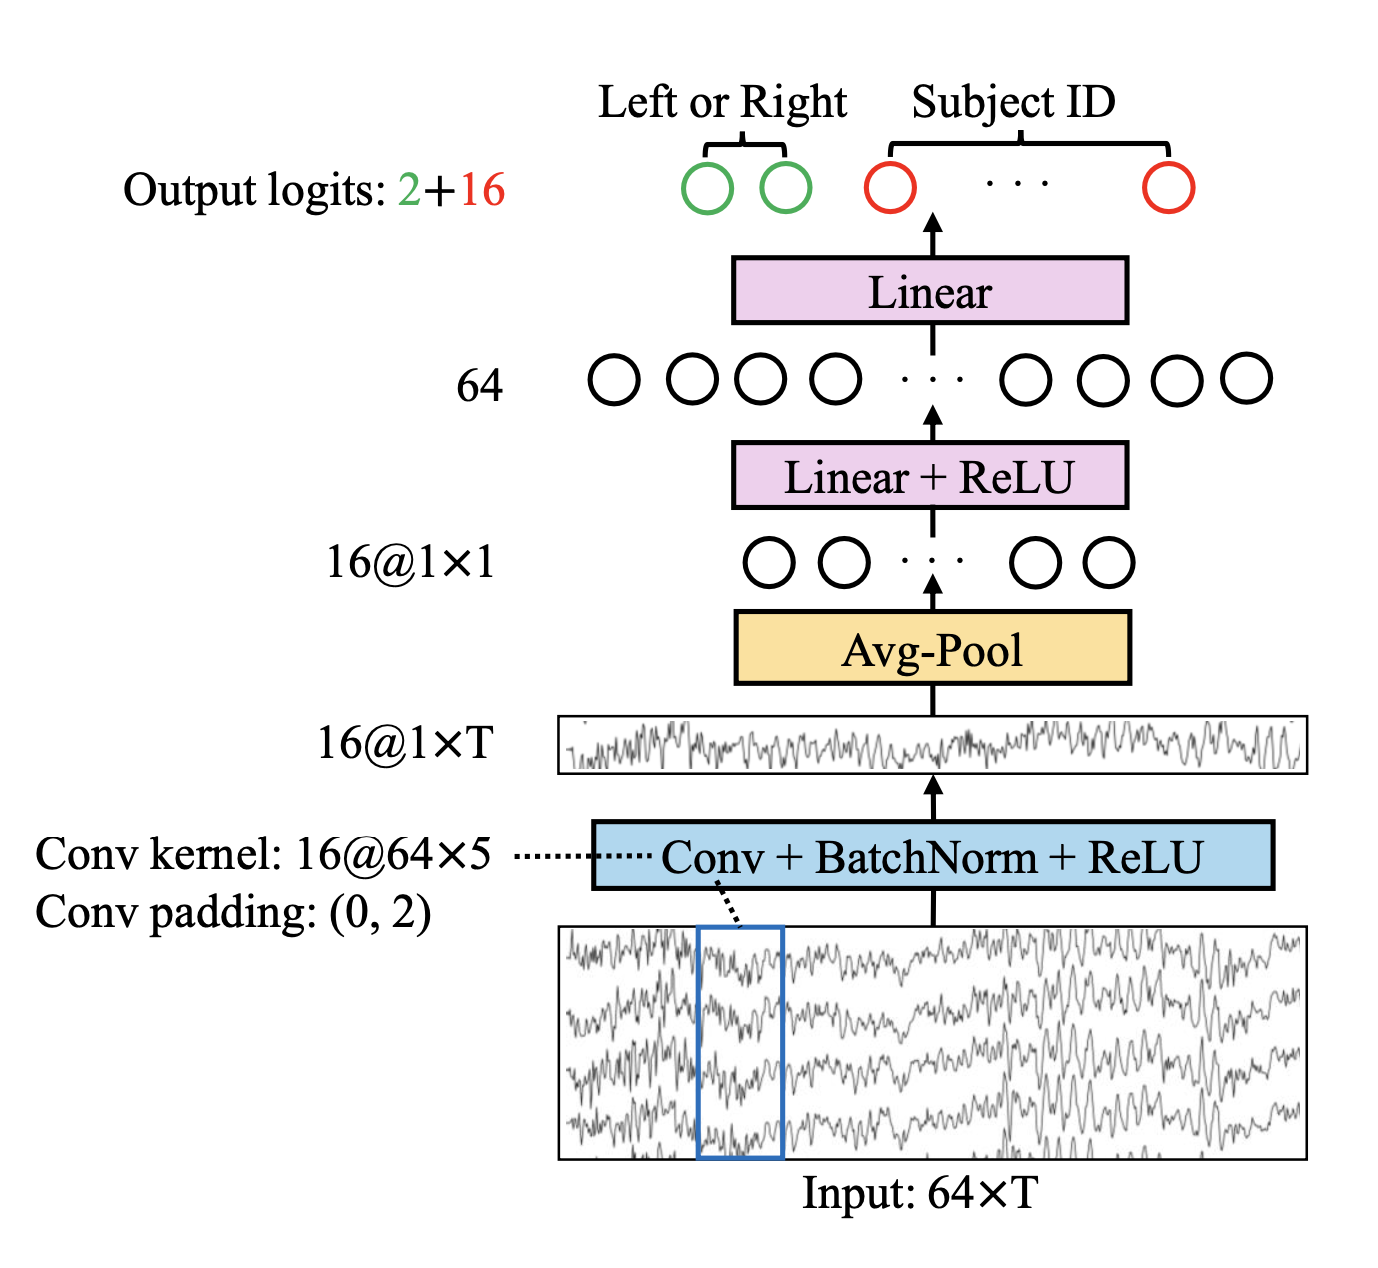 Left or Right
Subject ID
Output logits: 2+16
. . .
Linear
64
. . .
Linear + ReLU
16@1×1
. . .
Avg-Pool
16@1×T
Conv kernel: 16@64×5
Conv + BatchNorm + ReLU
Conv padding: (0, 2)
Input: 64×T